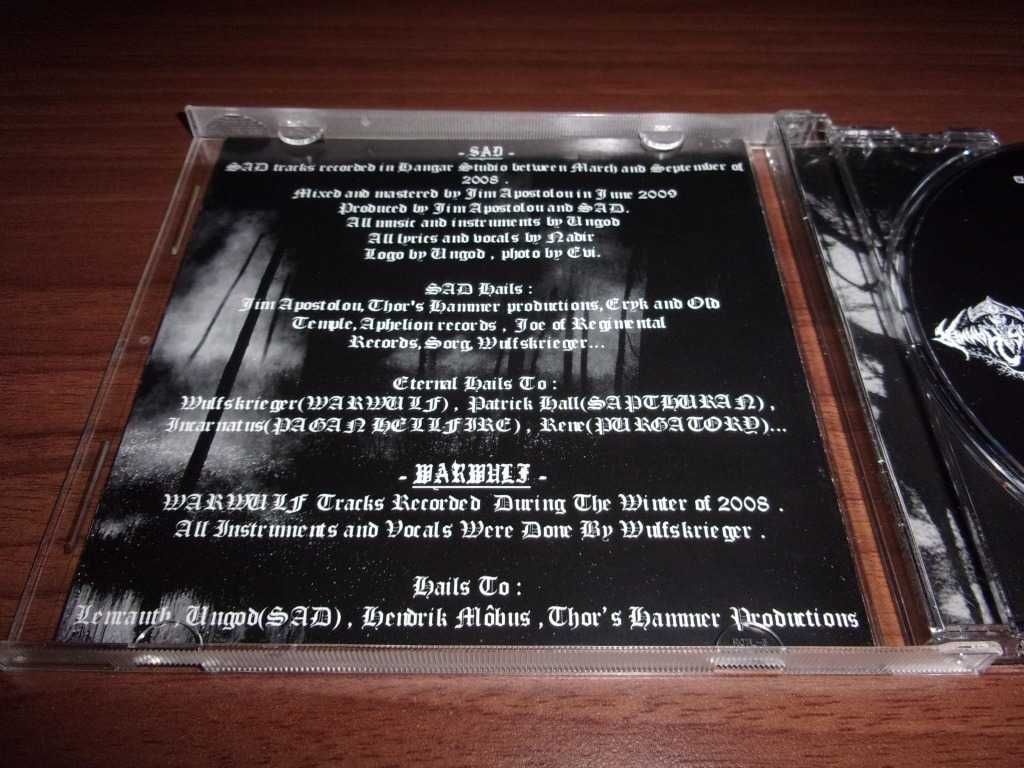 - SAD -
SAD tracks recorded in Hangar Studio between March and September of
2008 .
Mixed and mastered by Jim Apostolou in June 2009
Produced by Jim Apostolou and SAD.
All music and instruments by Ungod
All lyrics and vocals by Nadir
Logo by Ungod , photo by Evi.
SAD Hails :
Jim Apostolou, Thor's Hammer productions, Eryk and Old
Temple, Aphelion records , Joe of Regimental
Records, Sorg, Wulfskrieger...
Eternal Hails To :
Wulfskrieger(WARWULF) , Patrick Hall(SAPTHURAN) ,
Incarnatus(PAGAN HELLFIRE) , Rene(PURGATORY)...
- WARWULF -
WARWULF Tracks Recorded During The Winter of 2008 .
All Instruments and Vocals Were Done By Wulfskrieger .
Hails To :
Lenrauth, Ungod(SAD) , Hendrik Môbus , Thor's Hammer Productions